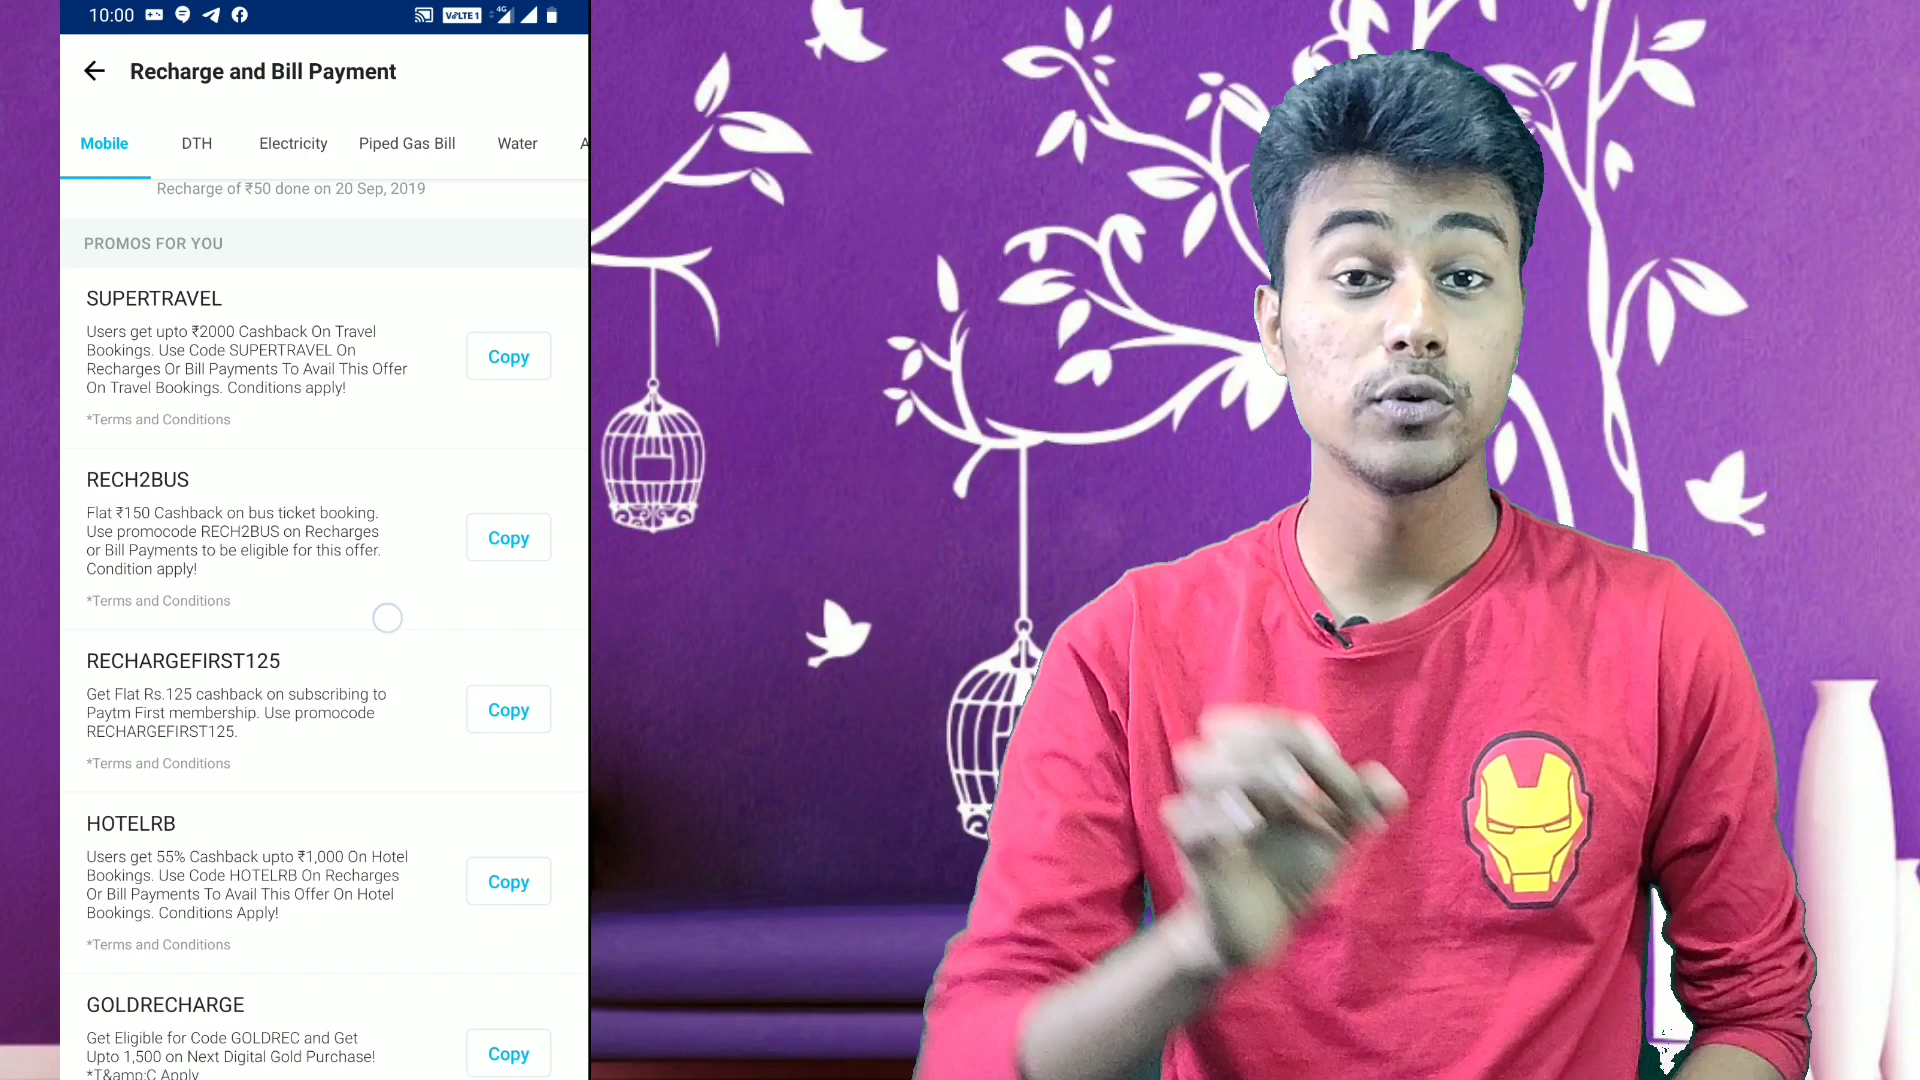 10:00
VoLTE 1
4G
Recharge and Bill Payment
Mobile DTH Electricity Piped Gas Bill Water A
Recharge of ₹50 done on 20 Sep, 2019
PROMOS FOR YOU
SUPERTRAVEL
Users get upto ₹2000 Cashback On Travel
Bookings. Use Code SUPERTRAVEL On
Recharges Or Bill Payments To Avail This Offer
On Travel Bookings. Conditions apply!
Copy
*Terms and Conditions
RECH2BUS
Flat ₹150 Cashback on bus ticket booking.
Use promocode RECH2BUS on Recharges
or Bill Payments to be eligible for this offer.
Condition apply!
Copy
*Terms and Conditions
RECHARGEFIRST125
Get Flat Rs.125 cashback on subscribing to
Paytm First membership. Use promocode
RECHARGEFIRST125.
Copy
*Terms and Conditions
HOTELRB
Users get 55% Cashback upto ₹1,000 On Hotel
Bookings. Use Code HOTELRB On Recharges
Or Bill Payments To Avail This Offer On Hotel
Bookings. Conditions Apply!
Copy
*Terms and Conditions
GOLDRECHARGE
Get Eligible for Code GOLDREC and Get
Upto 1,500 on Next Digital Gold Purchase!
*T&amp;C Apply
Copy